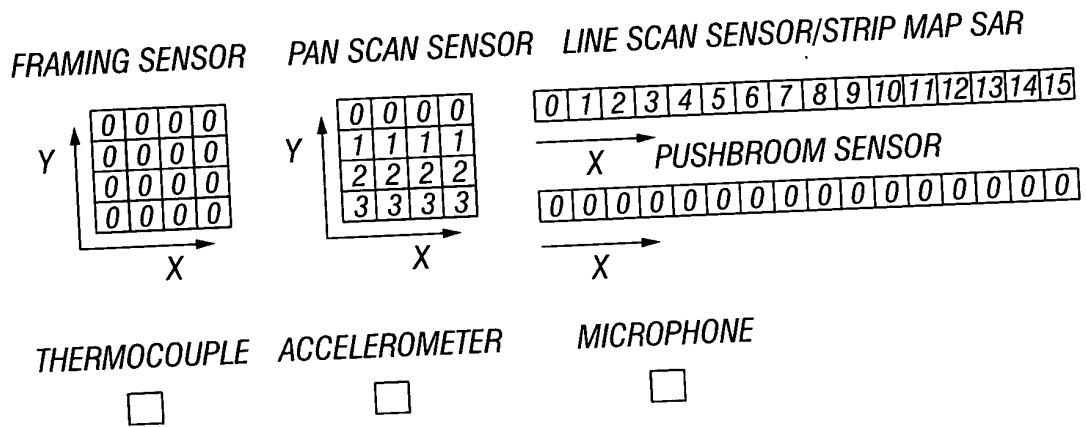 FRAMING SENSOR
0 0 0 0
0 0 0 0
0 0 0 0
0 0 0 0
Y
X
PAN SCAN SENSOR
0 0 0 0
1 1 1 1
2 2 2 2
3 3 3 3
Y
X
LINE SCAN SENSOR/STRIP MAP SAR
0 1 2 3 4 5 6 7 8 9 10 11 12 13 14 15
X
PUSHBROOM SENSOR
0 0 0 0 0 0 0 0 0 0 0 0 0 0 0 0
X
THERMOCOUPLE
ACCELEROMETER
MICROPHONE